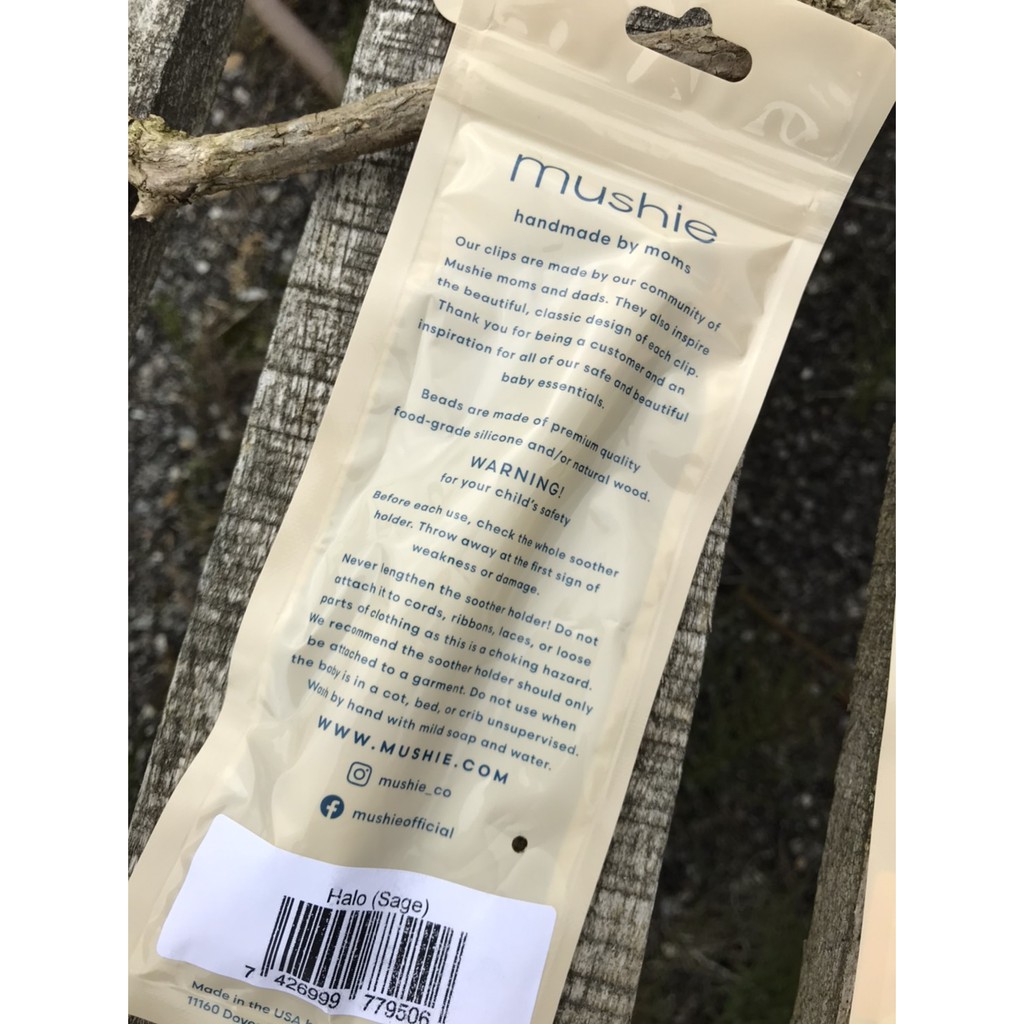 mushie
handmade by moms
Our clips are made by our community of
Mushie moms and dads. They also inspire
the beautiful, classic design of each clip.
Thank you for being a customer and an
inspiration for all of our safe and beautiful
baby essentials.
Beads are made of premium quality
food-grade silicone and/or natural wood.
WARNING!
for your child's safety
Before each use, check the whole soother
holder. Throw away at the first sign of
weakness or damage.
Never lengthen the soother holder! Do not
attach it to cords, ribbons, laces, or loose
parts of clothing as this is a choking hazard.
We recommend the soother holder should only
be attached to a garment. Do not use when
the baby is in a cot, bed, or crib unsupervised.
Wash by hand with mild soap and water.
WWW.MUSHIE.COM
mushie_co
mushieofficial
Halo (Sage)
7 426999 779506
Made in the USA
11160